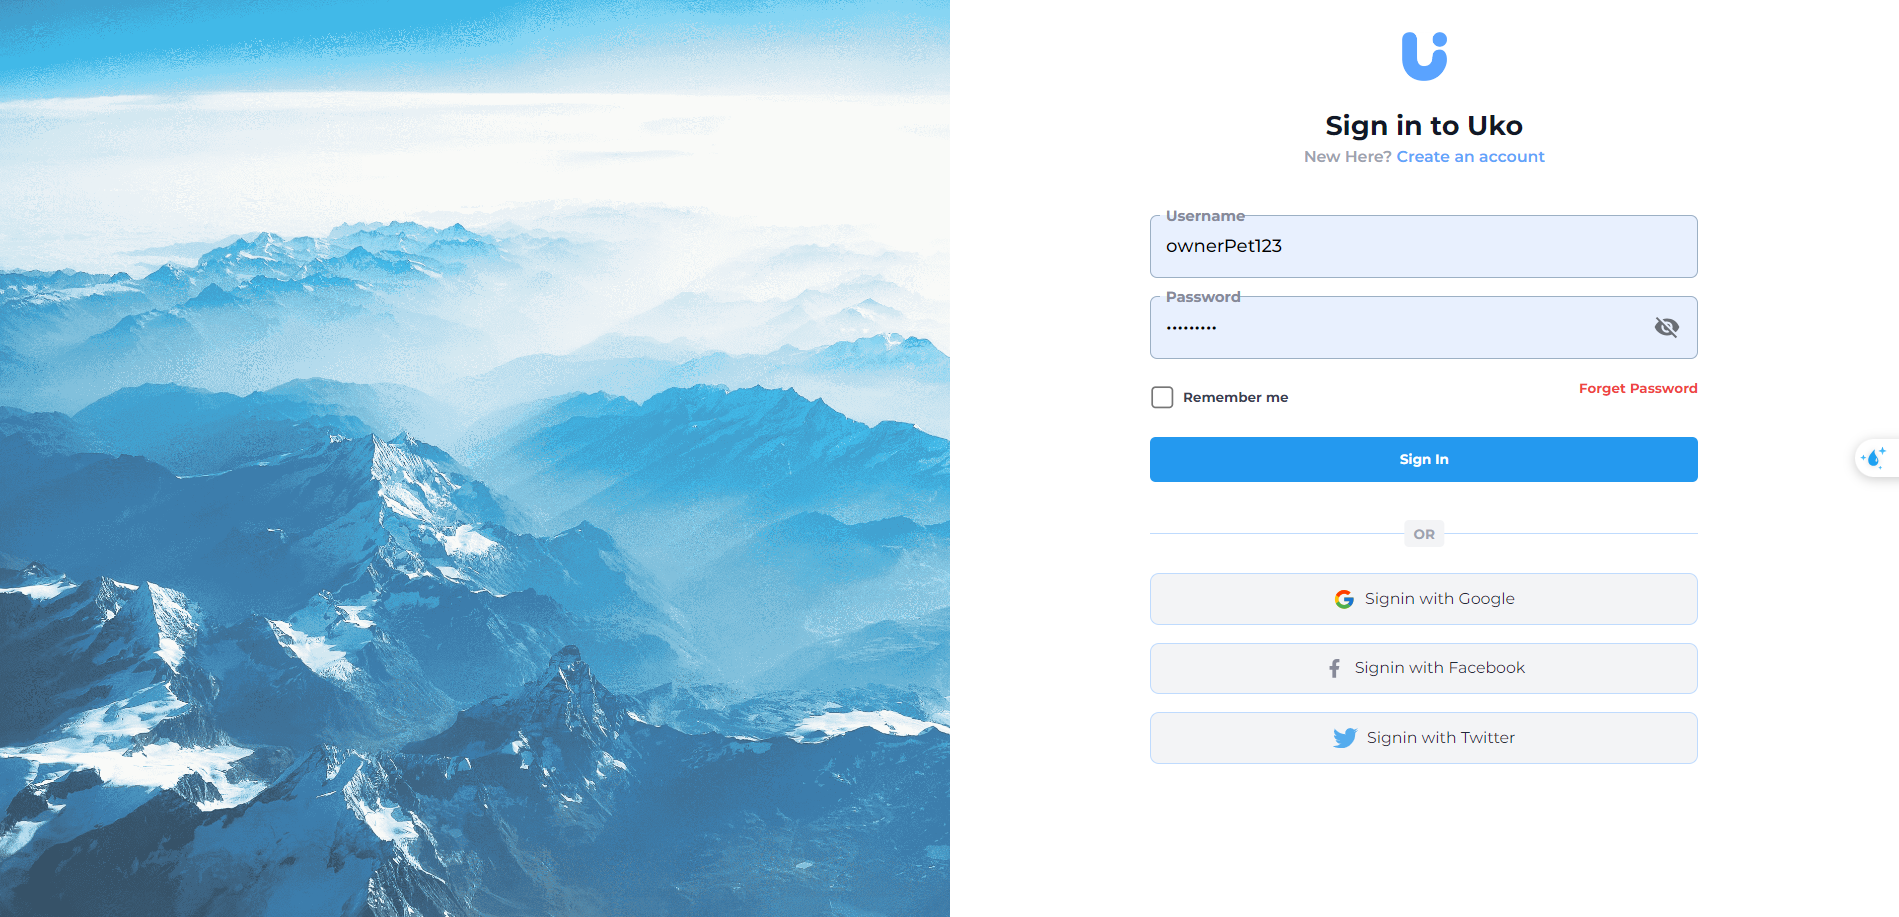 Sign in to Uko
New Here? Create an account
Username
ownerPet123
Password
•••••••••
Remember me
Forget Password
Sign In
OR
Signin with Google
Signin with Facebook
Signin with Twitter